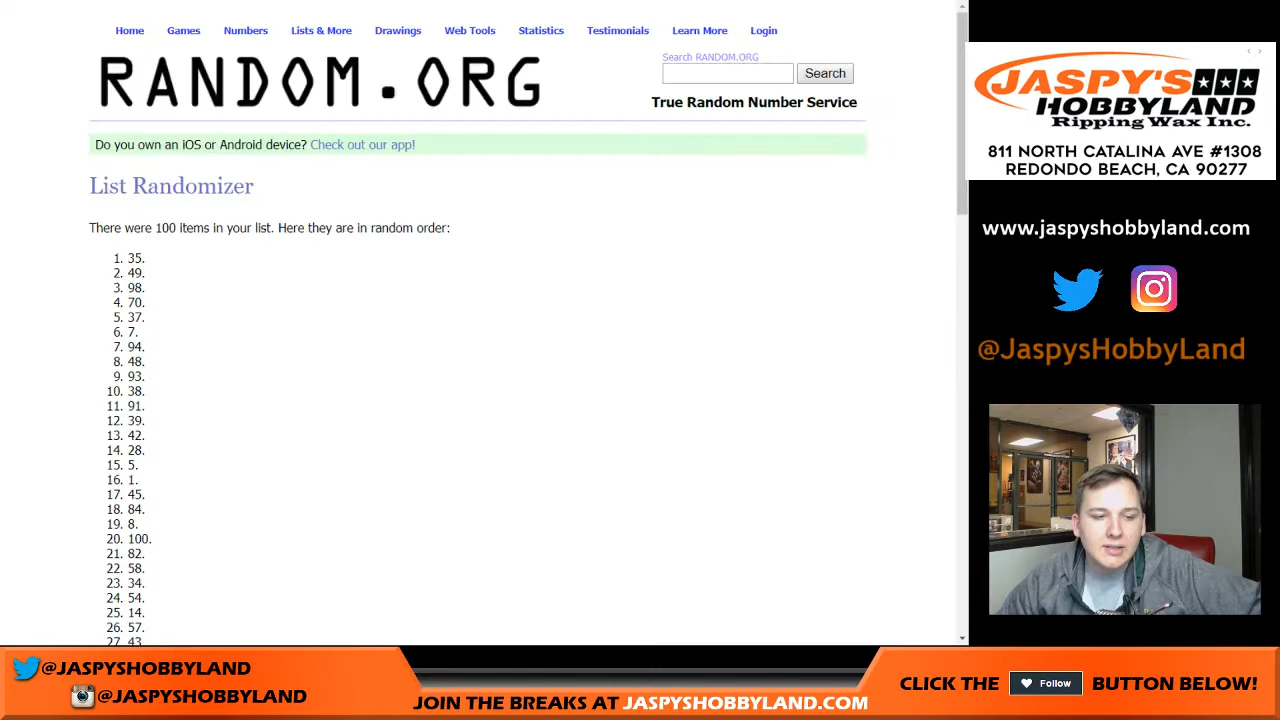 Home Games Numbers Lists & More Drawings Web Tools Statistics Testimonials Learn More Login
RANDOM.ORG
Search RANDOM.ORG
Search
True Random Number Service
Do you own an iOS or Android device? Check out our app!
List Randomizer
There were 100 items in your list. Here they are in random order:
1. 35.
2. 49.
3. 98.
4. 70.
5. 37.
6. 7.
7. 94.
8. 48.
9. 93.
10. 38.
11. 91.
12. 39.
13. 42.
14. 28.
15. 5.
16. 1.
17. 45.
18. 84.
19. 8.
20. 100.
21. 82.
22. 58.
23. 34.
24. 54.
25. 14.
26. 57.
27. 43.
JASPY'S
HOBBYLAND
Ripping Wax Inc.
811 NORTH CATALINA AVE #1308
REDONDO BEACH, CA 90277
www.jaspyshobbyland.com
@JaspysHobbyLand
@JASPYSHOBBYLAND
@JASPYSHOBBYLAND
JOIN THE BREAKS AT JASPYSHOBBYLAND.COM
CLICK THE Follow BUTTON BELOW!